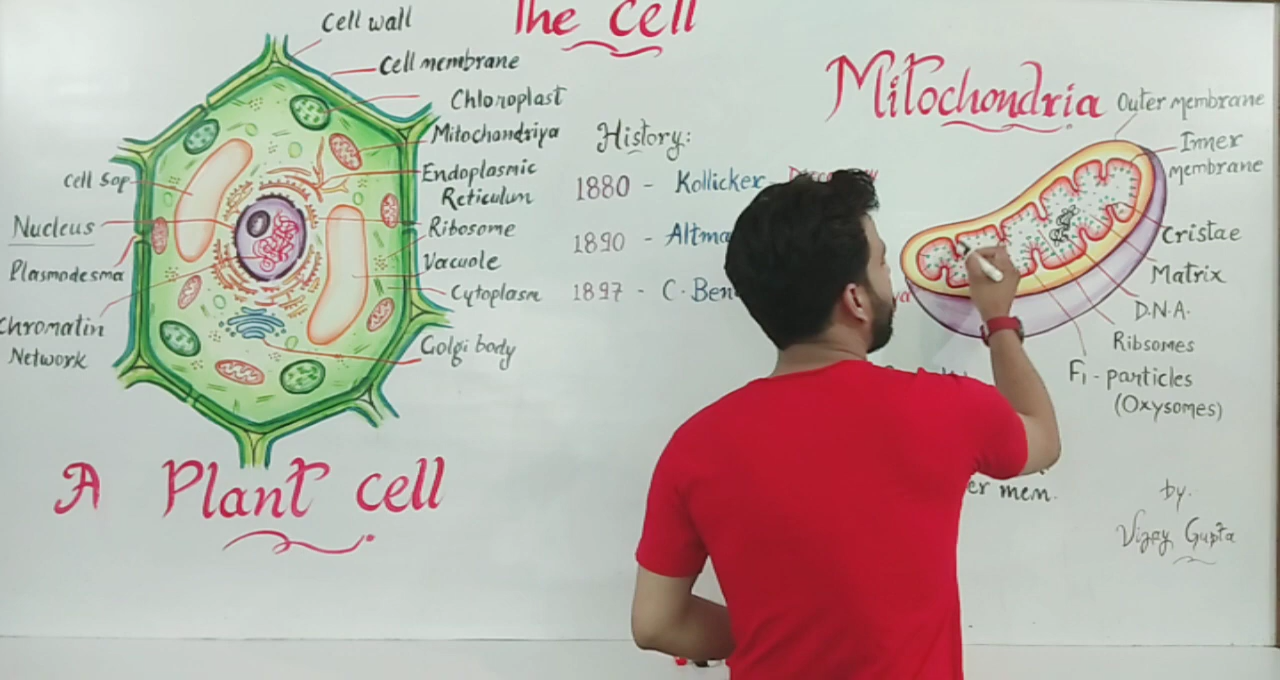 The Cell
Cell wall
Cell membrane
Chloroplast
Mitochandriya
Endoplasmic
Reticulum
Ribosome
Vacuole
Cytoplasm
Golgi body
Cell Sap
Nucleus
Plasmodesma
Chromatin
Network
A Plant cell
History:
1880 - Kollicker
1890 - Altma
1897 - C. Ben
Mitochondria
Outer membrane
Inner
membrane
Cristae
Matrix
D.N.A.
Ribsomes
F₁ - particles
(Oxysomes)
er mem.
by.
Vijay Gupta